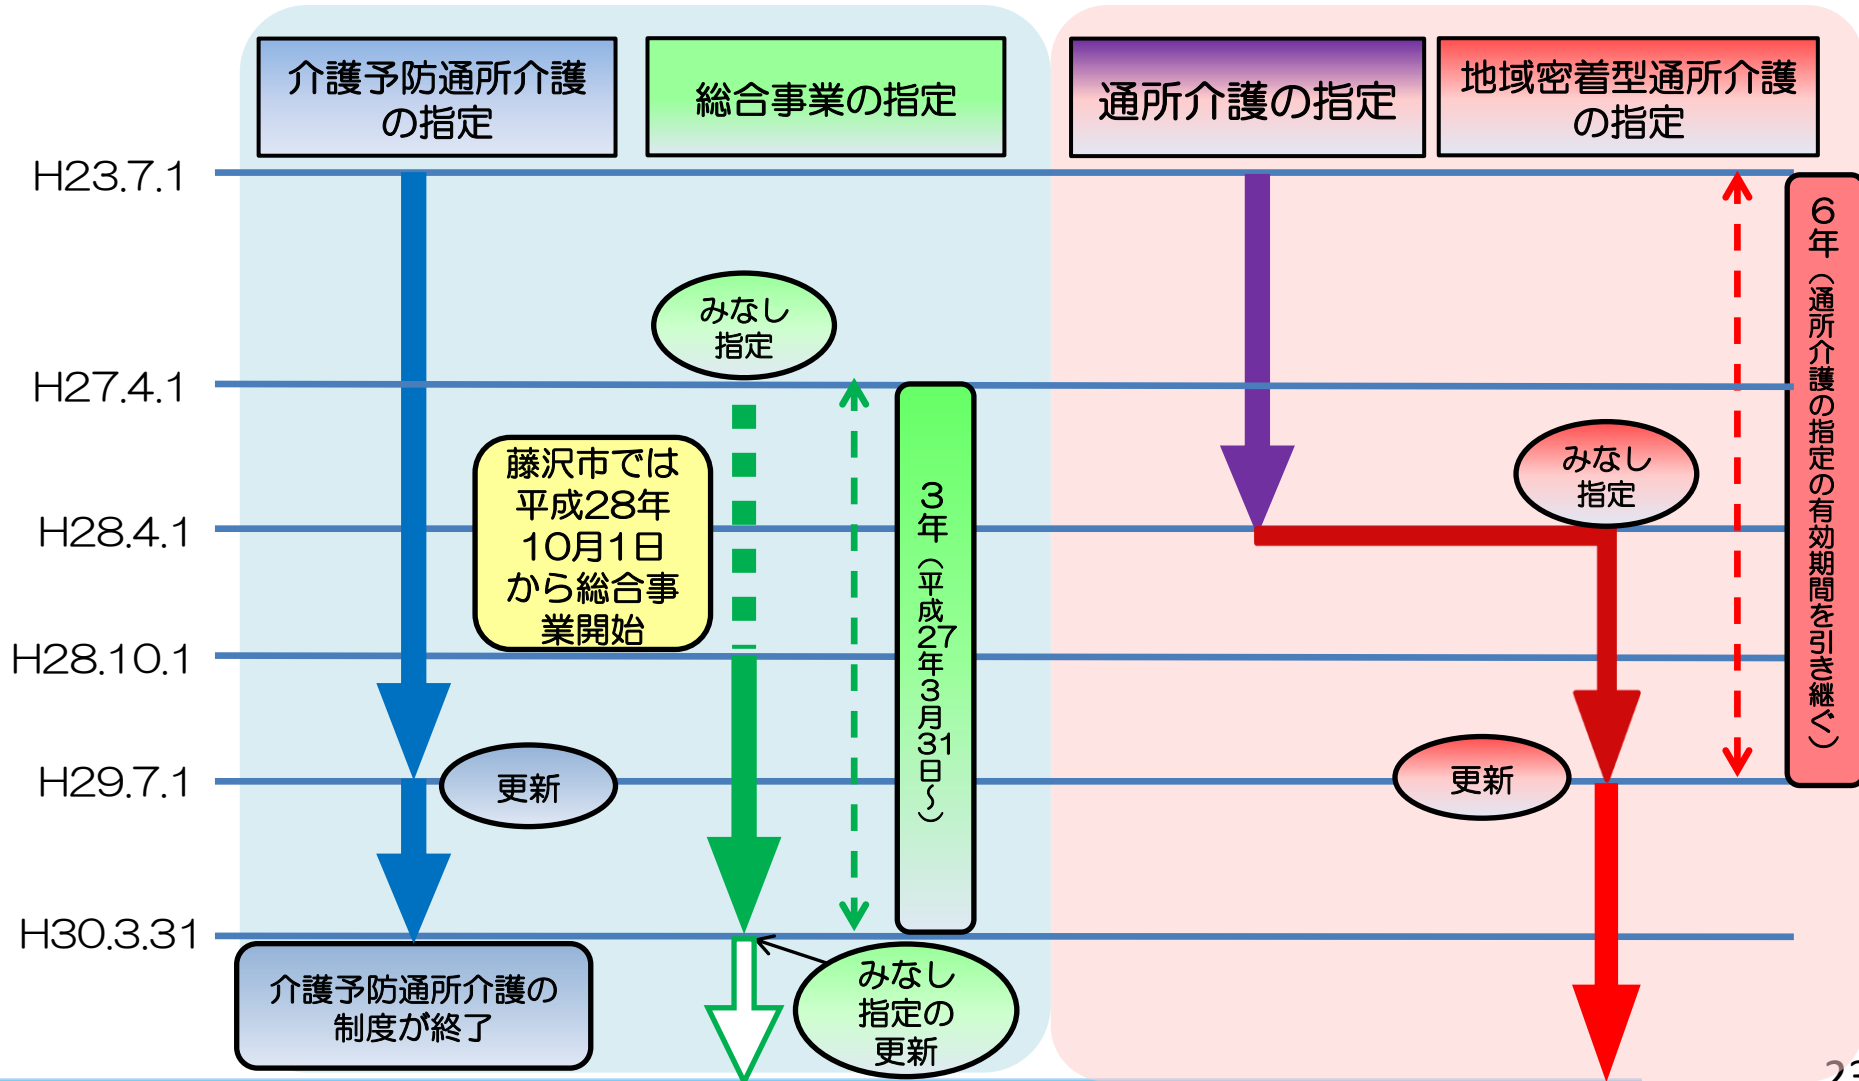 介護予防通所介護
の指定
総合事業の指定
通所介護の指定
地域密着型通所介護
の指定
H23.7.1
H27.4.1
H28.4.1
H28.10.1
H29.7.1
H30.3.31
みなし
指定
藤沢市では
平成28年
10月1日
から総合事
業開始
3年（平成27年3月31日～）
みなし
指定
6年（通所介護の指定の有効期間を引き継ぐ）
更新
更新
介護予防通所介護の
制度が終了
みなし
指定の
更新